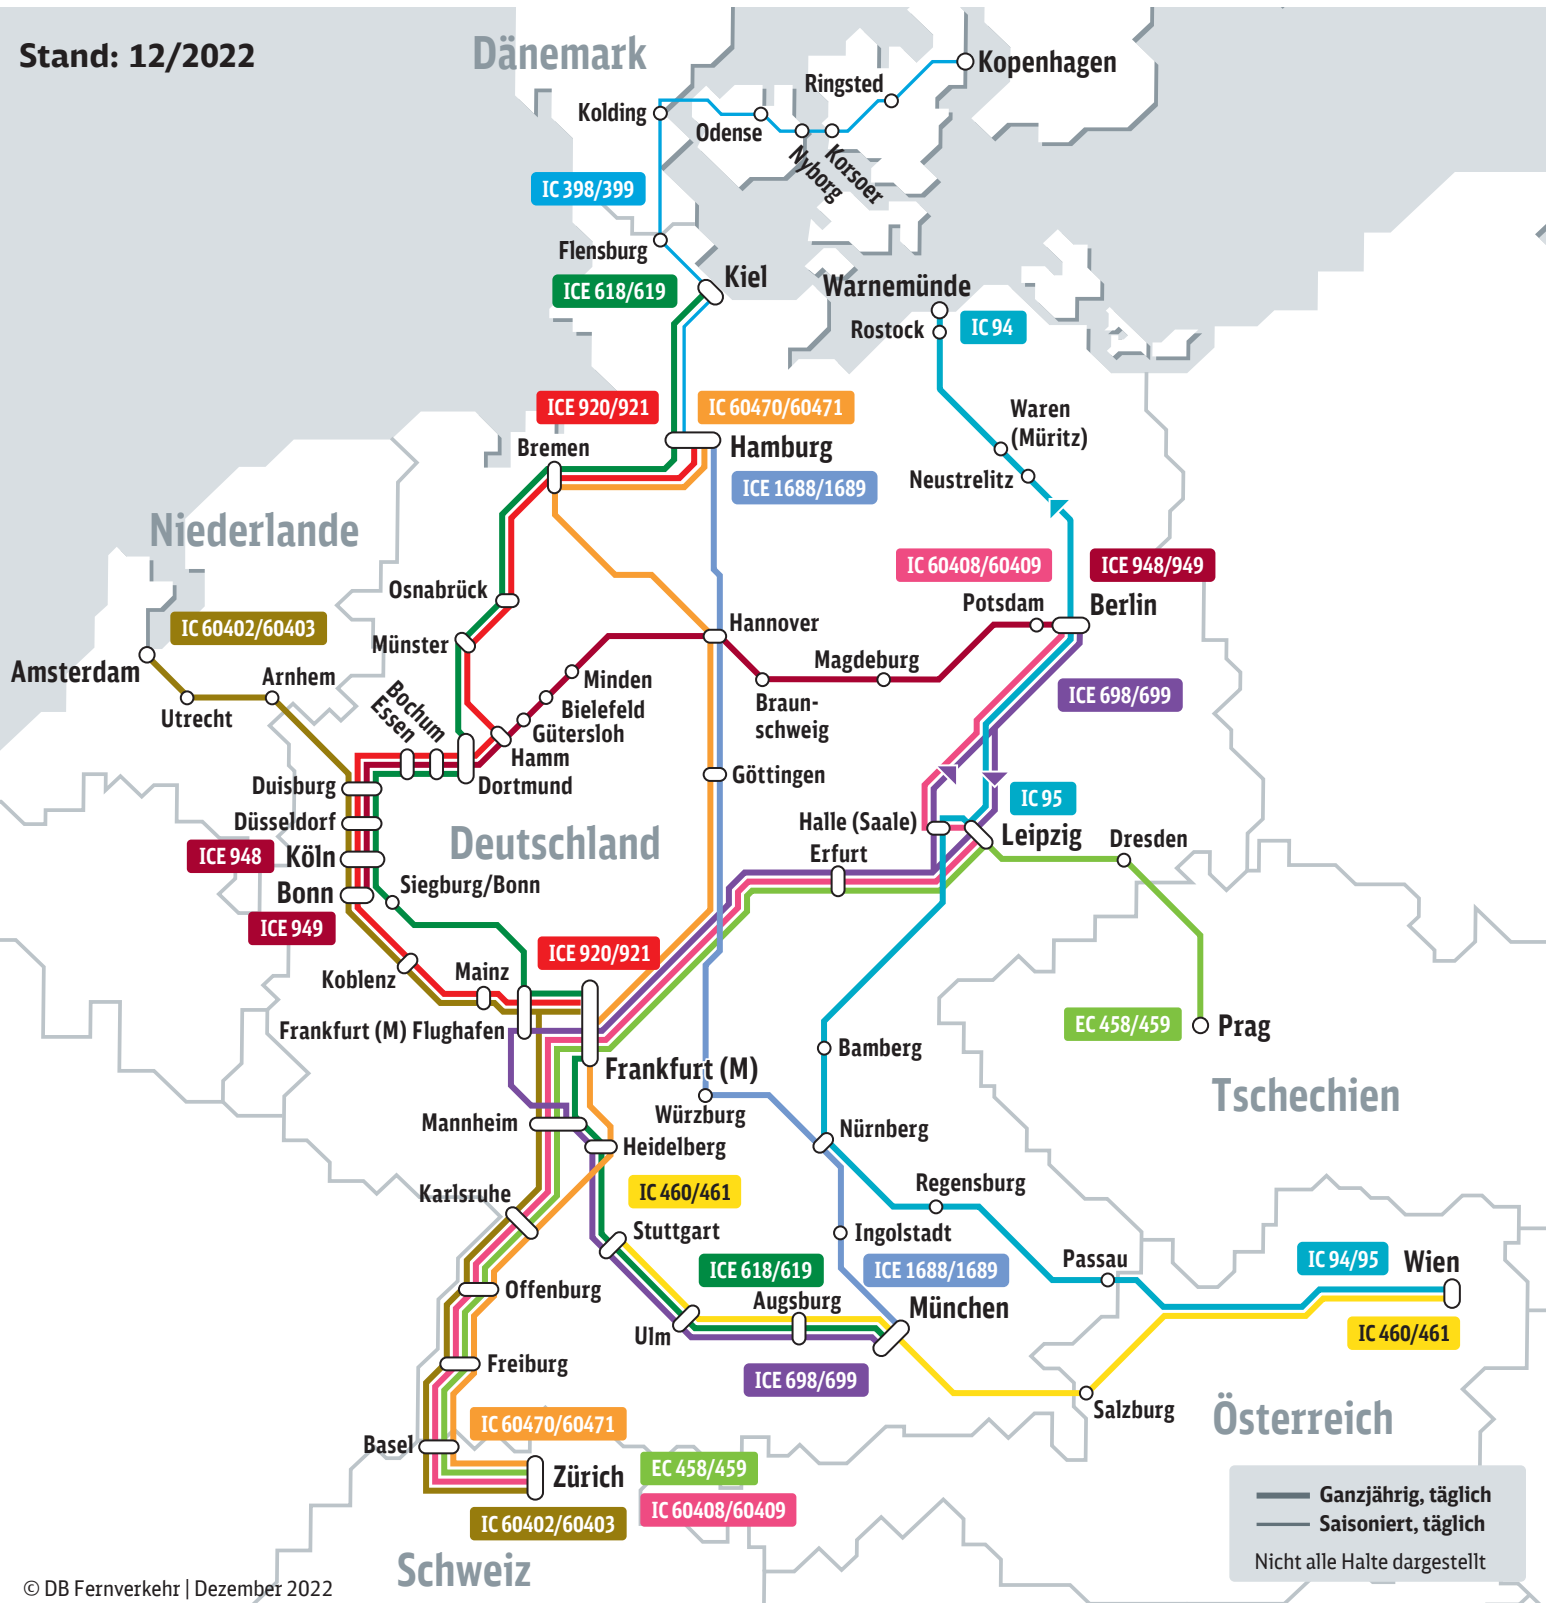 Stand: 12/2022
Dänemark
Kopenhagen
Ringsted
Kolding
Odense
Nyborg
Korsoer
IC 398/399
Flensburg
Kiel
ICE 618/619
Warnemünde
Rostock
IC 94
ICE 920/921
IC 60470/60471
Waren
(Müritz)
Bremen
Hamburg
Neustrelitz
ICE 1688/1689
Niederlande
IC 60408/60409
ICE 948/949
Osnabrück
Potsdam
Berlin
IC 60402/60403
Hannover
Münster
Amsterdam
Magdeburg
Arnhem
Minden
ICE 698/699
Utrecht
Bochum
Essen
Bielefeld
Braun-
schweig
Gütersloh
Hamm
Göttingen
Duisburg
Dortmund
IC 95
Düsseldorf
Halle (Saale)
Leipzig
Dresden
Deutschland
ICE 948
Köln
Erfurt
Bonn
Siegburg/Bonn
ICE 949
ICE 920/921
Koblenz
Mainz
EC 458/459
Prag
Frankfurt (M) Flughafen
Bamberg
Frankfurt (M)
Tschechien
Würzburg
Mannheim
Nürnberg
Heidelberg
Karlsruhe
IC 460/461
Regensburg
Stuttgart
Ingolstadt
Passau
IC 94/95
Wien
ICE 618/619
ICE 1688/1689
Offenburg
Augsburg
München
Ulm
IC 460/461
Freiburg
ICE 698/699
Salzburg
Österreich
IC 60470/60471
Basel
Zürich
EC 458/459
IC 60408/60409
IC 60402/60403
Ganzjährig, täglich
Saisoniert, täglich
Nicht alle Halte dargestellt
Schweiz
© DB Fernverkehr | Dezember 2022